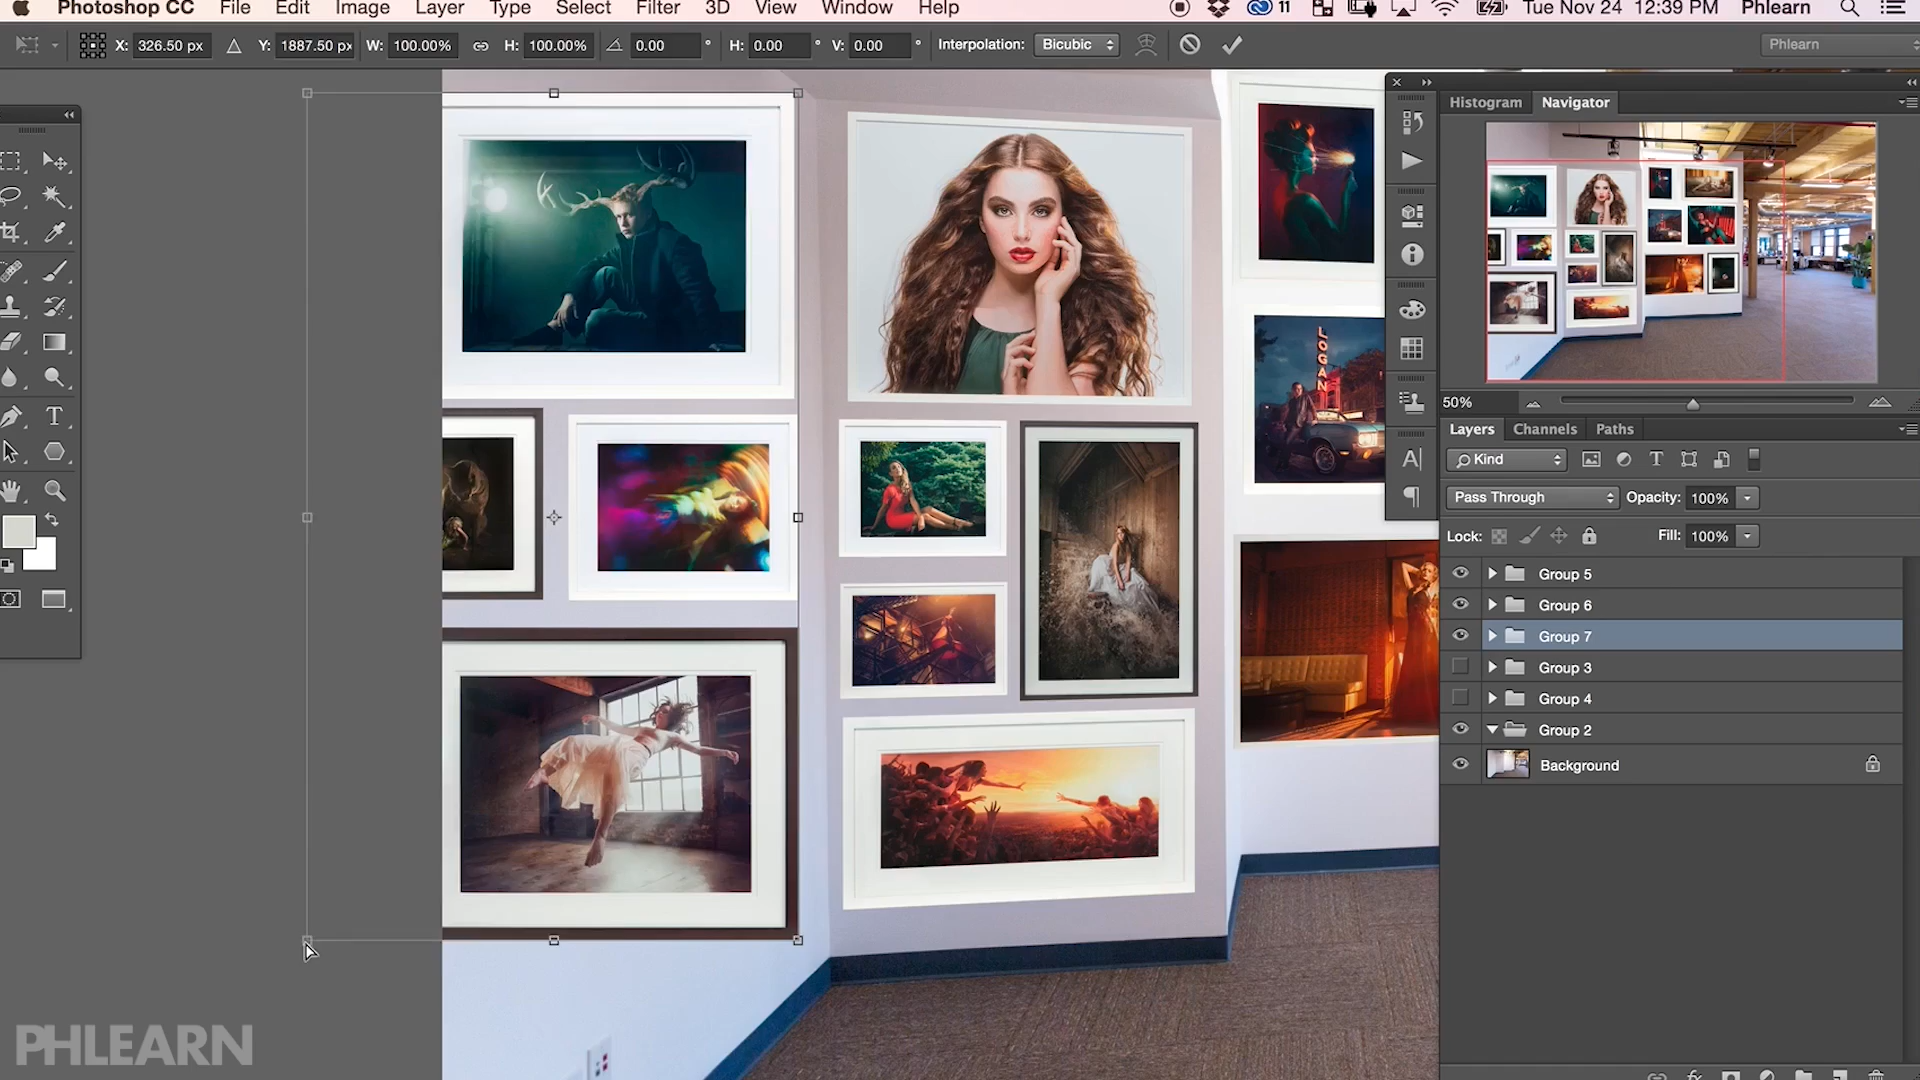 Photoshop CC File Edit Image Layer Type Select Filter 3D View Window Help 11 Tue Nov 24 12:39 PM Phlearn
X: 326.50 px Y: 1887.50 px W: 100.00% H: 100.00% 0.00 ° H: 0.00 ° V: 0.00 ° Interpolation: Bicubic Phlearn
Histogram Navigator
LOGAN
50%
Layers Channels Paths
Kind
Pass Through Opacity: 100%
Lock: Fill: 100%
Group 5
Group 6
Group 7
Group 3
Group 4
Group 2
Background
PHLEARN